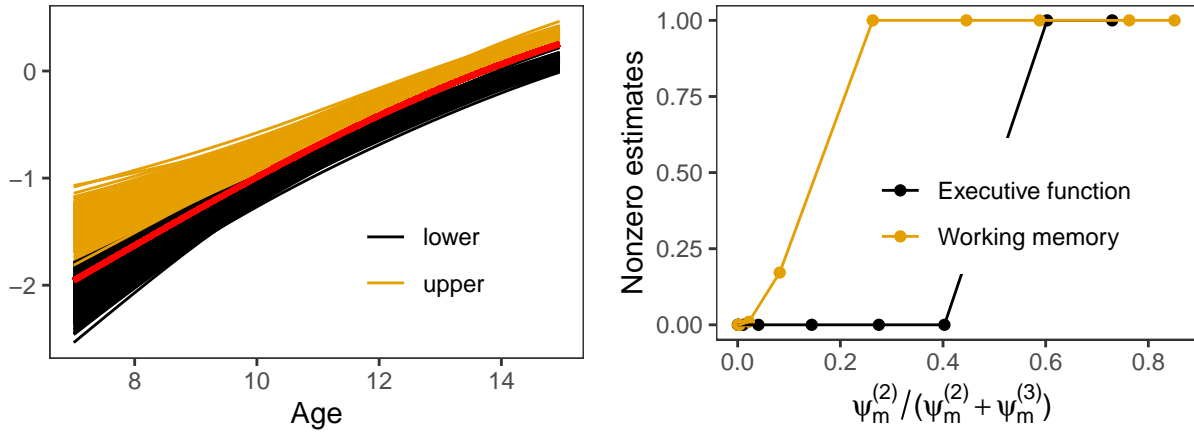 0
−1
−2
8
10
12
14
Age
lower
upper
Nonzero estimates
1.00
0.75
0.50
0.25
0.00
0.0
0.2
0.4
0.6
0.8
ψm(2)/(ψm(2) + ψm(3))
Executive function
Working memory